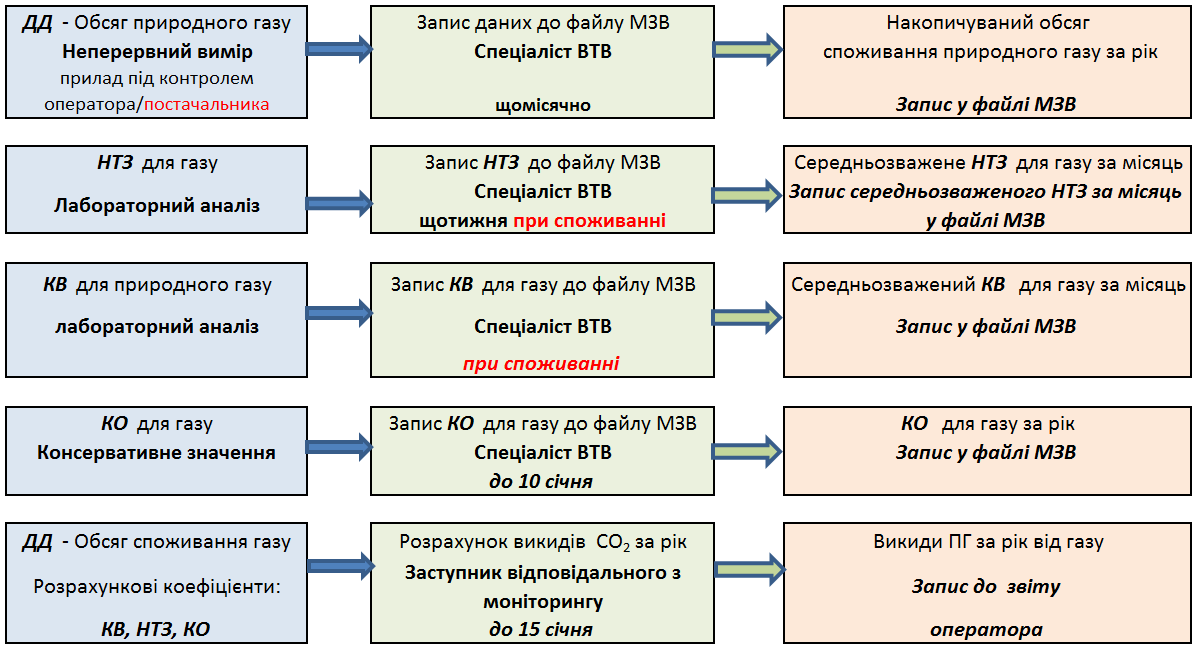 ДД - Обсяг природного газу
Неперервний вимір
прилад під контролем
оператора/постачальника
Запис даних до файлу МЗВ
Спеціаліст ВТВ
щомісячно
Накопичуваний обсяг
споживання природного газу за рік
Запис у файлі МЗВ
НТЗ для газу
Лабораторний аналіз
Запис НТЗ до файлу МЗВ
Спеціаліст ВТВ
щотижня при споживанні
Середньозважене НТЗ для газу за місяць
Запис середньозваженого НТЗ за місяць
у файлі МЗВ
КВ для природного газу
лабораторний аналіз
Запис КВ для газу до файлу МЗВ
Спеціаліст ВТВ
при споживанні
Середньозважений КВ для газу за місяць
Запис у файлі МЗВ
КО для газу
Консервативне значення
Запис КО для газу до файлу МЗВ
Спеціаліст ВТВ
до 10 січня
КО для газу за рік
Запис у файлі МЗВ
ДД - Обсяг споживання газу
Розрахункові коефіцієнти:
КВ, НТЗ, КО
Розрахунок викидів CO₂ за рік
Заступник відповідального з
моніторингу
до 15 січня
Викиди ПГ за рік від газу
Запис до звіту
оператора